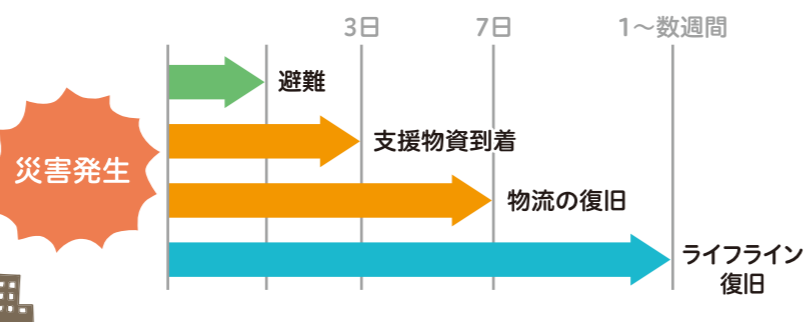 3日
7日
1～数週間
避難
支援物資到着
災害発生
物流の復旧
ライフライン
復旧